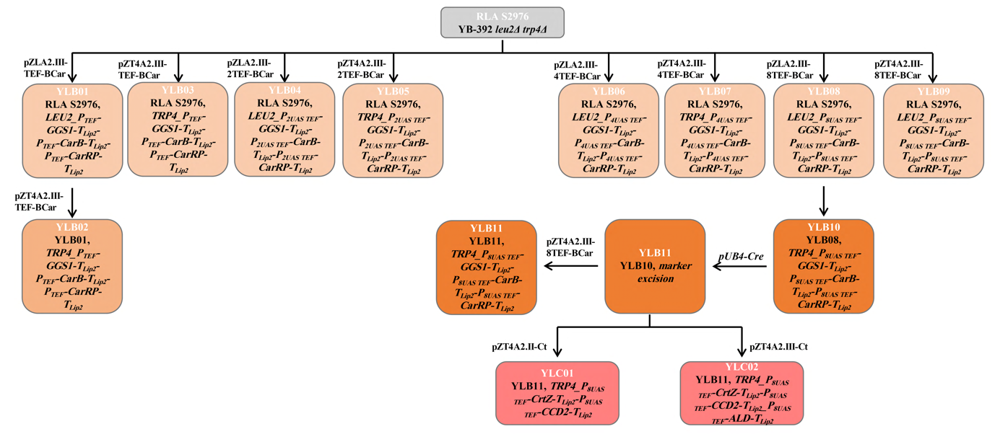 RLA S2976
YB-392 leu2Δ trp4Δ
pZLA2.III-
TEF-BCar
pZT4A2.III-
TEF-BCar
pZLA2.III-
2TEF-BCar
pZT4A2.III-
2TEF-BCar
pZLA2.III-
4TEF-BCar
pZT4A2.III-
4TEF-BCar
pZLA2.III-
8TEF-BCar
pZT4A2.III-
8TEF-BCar
YLB01
RLA S2976,
LEU2_PTEF-
GGS1-TLip2-
PTEF-CarB-TLip2-
PTEF-CarRP-
TLip2
YLB03
RLA S2976,
TRP4_PTEF-
GGS1-TLip2-
PTEF-CarB-TLip2-
PTEF-CarRP-
TLip2
YLB04
RLA S2976,
LEU2_P2UAS TEF-
GGS1-TLip2-
P2UAS TEF-CarB-
TLip2-P2UAS TEF-
CarRP-TLip2
YLB05
RLA S2976,
TRP4_P2UAS TEF-
GGS1-TLip2-
P2UAS TEF-CarB-
TLip2-P2UAS TEF-
CarRP-TLip2
YLB06
RLA S2976,
LEU2_P4UAS TEF-
GGS1-TLip2-
P4UAS TEF-CarB-
TLip2-P4UAS TEF-
CarRP-TLip2
YLB07
RLA S2976,
TRP4_P4UAS TEF-
GGS1-TLip2-
P4UAS TEF-CarB-
TLip2-P4UAS TEF-
CarRP-TLip2
YLB08
RLA S2976,
LEU2_P8UAS TEF-
GGS1-TLip2-
P8UAS TEF-CarB-
TLip2-P8UAS TEF-
CarRP-TLip2
YLB09
RLA S2976,
LEU2_P8UAS TEF-
GGS1-TLip2-
P8UAS TEF-CarB-
TLip2-P8UAS TEF-
CarRP-TLip2
pZT4A2.III-
TEF-BCar
YLB02
YLB01,
TRP4_PTEF-
GGS1-TLip2-
PTEF-CarB-TLip2-
PTEF-CarRP-
TLip2
YLB11
YLB11,
TRP4_P8UAS TEF-
GGS1-TLip2-
P8UAS TEF-CarB-
TLip2-P8UAS TEF-
CarRP-TLip2
pZT4A2.III-
8TEF-BCar
YLB11
YLB10, marker
excision
pUB4-Cre
YLB10
YLB08,
TRP4_P8UAS TEF-
GGS1-TLip2-
P8UAS TEF-CarB-
TLip2-P8UAS TEF-
CarRP-TLip2
pZT4A2.II-Ct
pZT4A2.III-Ct
YLC01
YLB11, TRP4_P8UAS
TEF-CrtZ-TLip2-P8UAS
TEF-CCD2-TLip2
YLC02
YLB11, TRP4_P8UAS
TEF-CrtZ-TLip2-P8UAS
TEF-CCD2-TLip2_P8UAS
TEF-ALD-TLip2